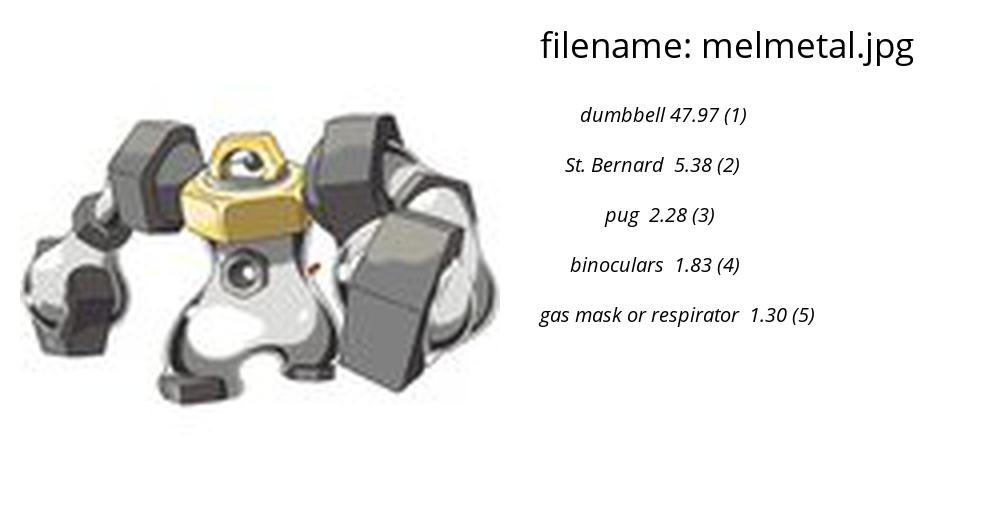 filename: melmetal.jpg
dumbbell 47.97 (1)
St. Bernard 5.38 (2)
pug 2.28 (3)
binoculars 1.83 (4)
gas mask or respirator 1.30 (5)